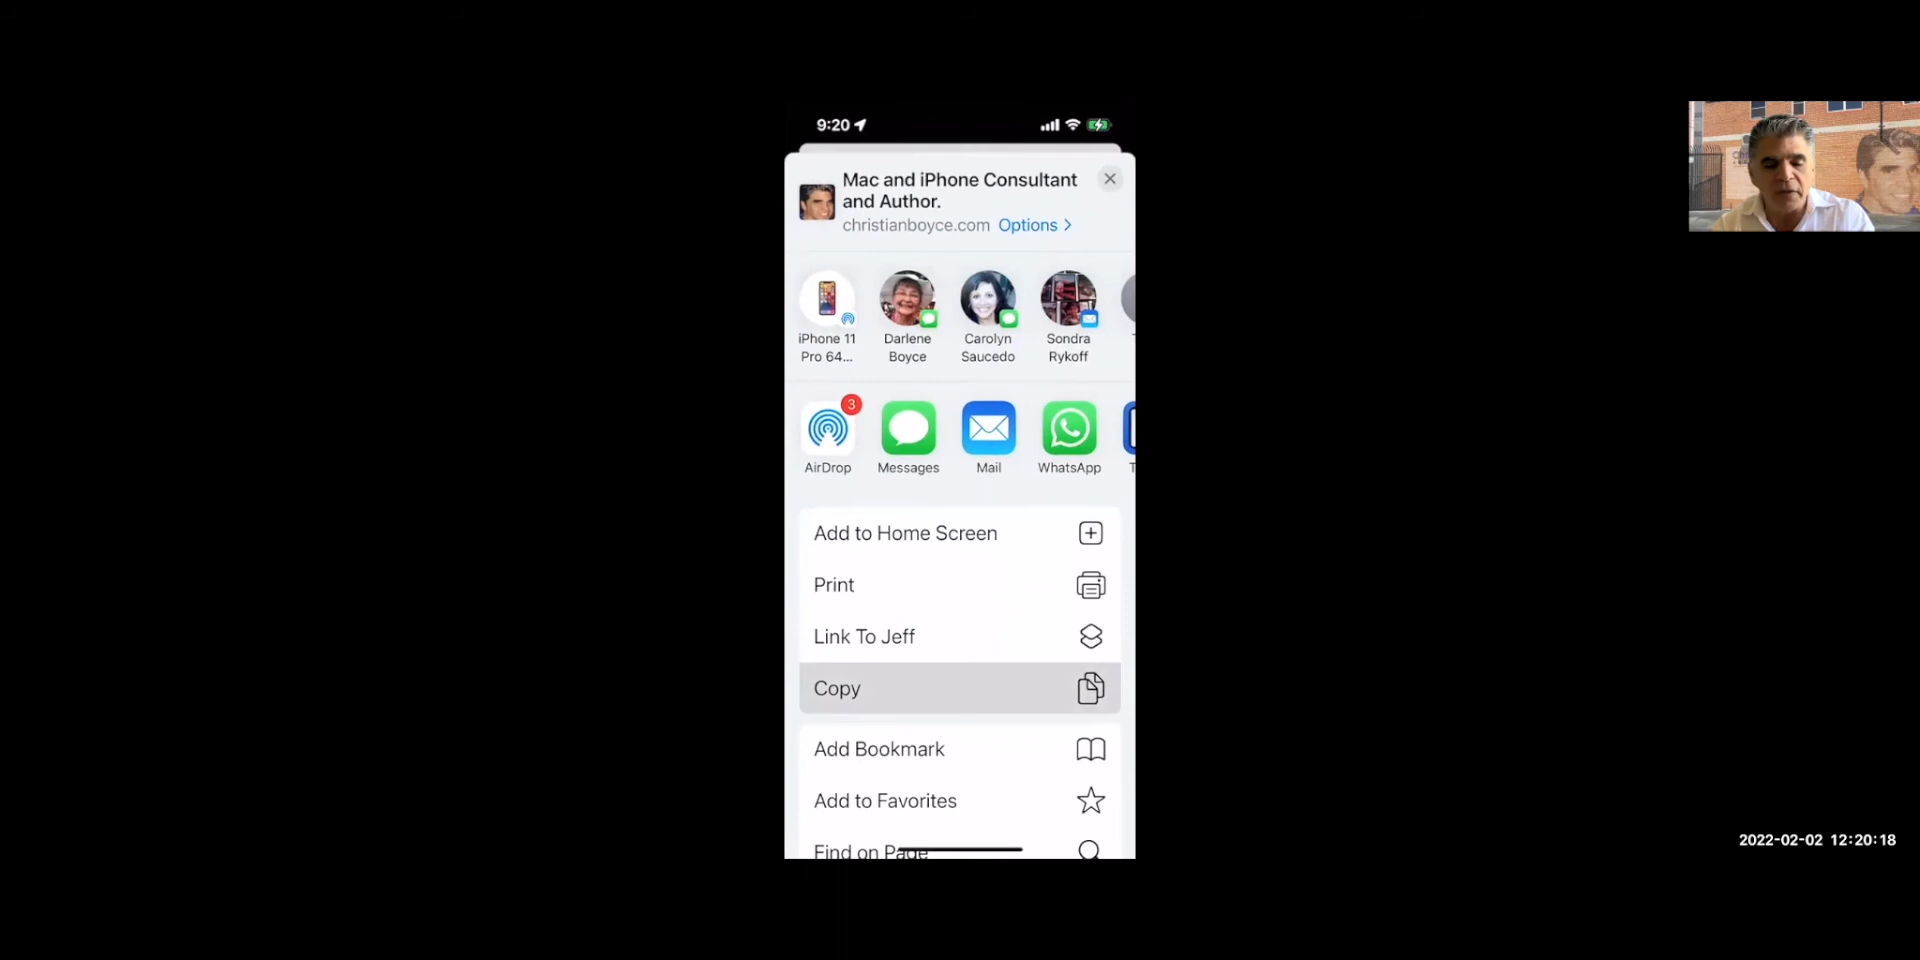 9:20
Mac and iPhone Consultant
and Author.
christianboyce.com Options >
iPhone 11
Pro 64...
Darlene
Boyce
Carolyn
Saucedo
Sondra
Rykoff
3
AirDrop
Messages
Mail
WhatsApp
Add to Home Screen
Print
Link To Jeff
Copy
Add Bookmark
Add to Favorites
Find on Page
2022-02-02 12:20:18